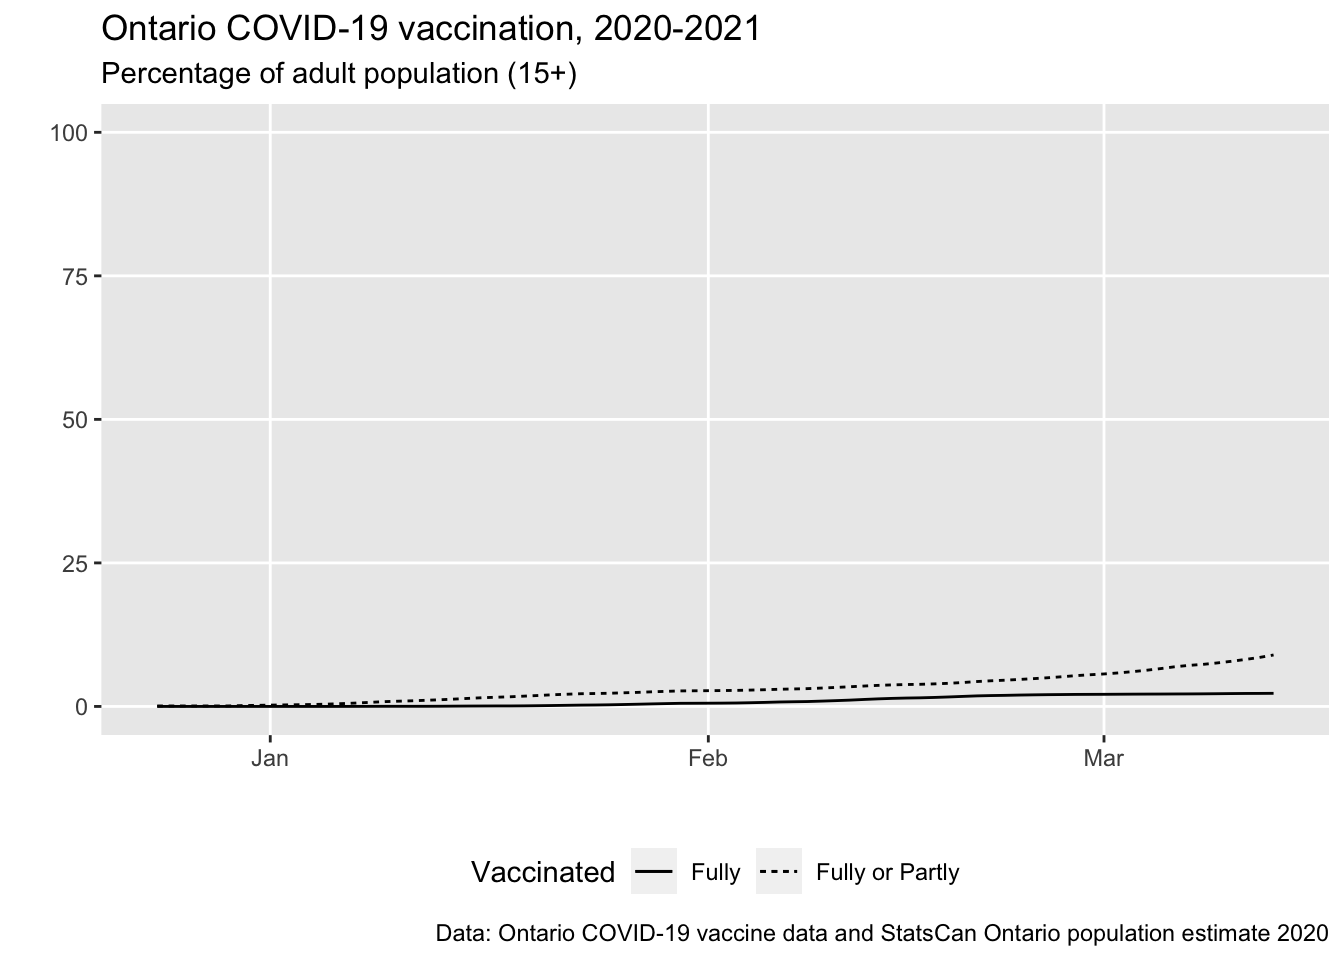 Ontario COVID-19 vaccination, 2020-2021
Percentage of adult population (15+)
100
75
50
25
0
Jan Feb Mar
Vaccinated Fully Fully or Partly
Data: Ontario COVID-19 vaccine data and StatsCan Ontario population estimate 2020